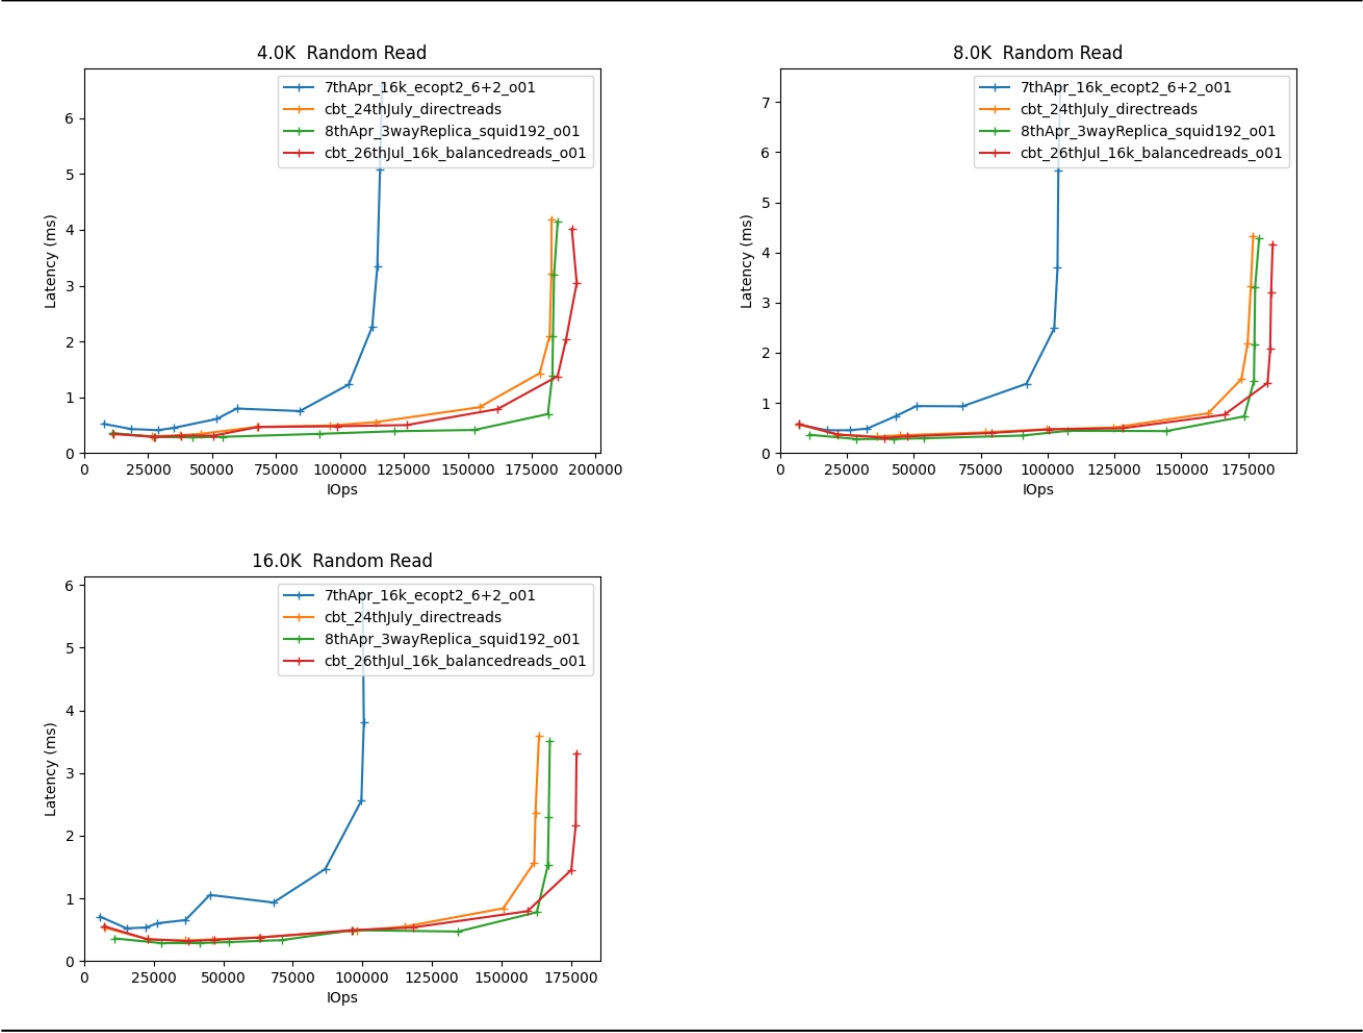 4.0K  Random Read
7thApr_16k_ecopt2_6+2_o01
cbt_24thJuly_directreads
8thApr_3wayReplica_squid192_o01
cbt_26thJul_16k_balancedreads_o01
6
5
4
3
2
1
0
Latency (ms)
0 25000 50000 75000 100000 125000 150000 175000 200000
IOps
8.0K  Random Read
7thApr_16k_ecopt2_6+2_o01
cbt_24thJuly_directreads
8thApr_3wayReplica_squid192_o01
cbt_26thJul_16k_balancedreads_o01
7
6
5
4
3
2
1
0
Latency (ms)
0 25000 50000 75000 100000 125000 150000 175000
IOps
16.0K  Random Read
7thApr_16k_ecopt2_6+2_o01
cbt_24thJuly_directreads
8thApr_3wayReplica_squid192_o01
cbt_26thJul_16k_balancedreads_o01
6
5
4
3
2
1
0
Latency (ms)
0 25000 50000 75000 100000 125000 150000 175000
IOps